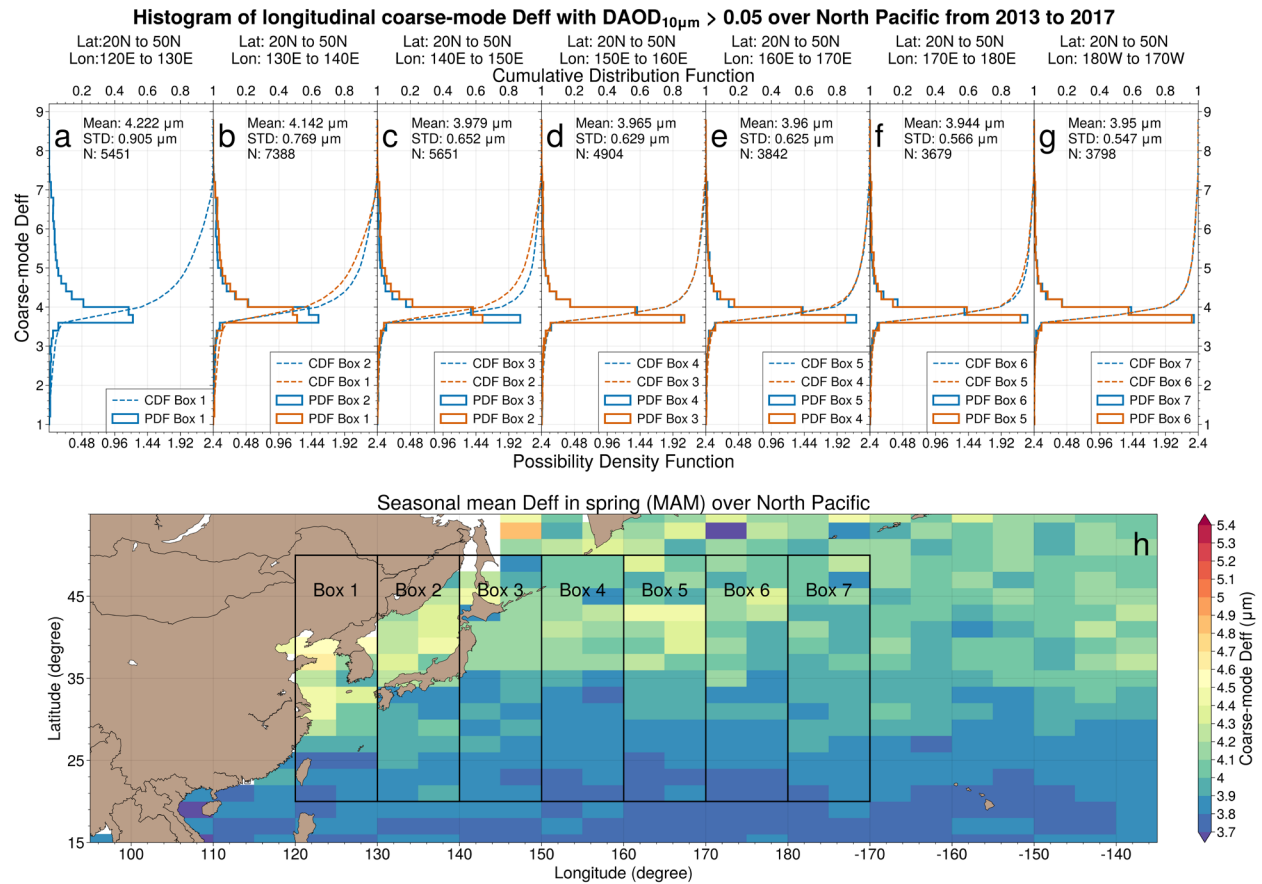 Histogram of longitudinal coarse-mode Deff with DAOD10μm > 0.05 over North Pacific from 2013 to 2017
Lat:20N to 50N Lat: 20N to 50N Lat: 20N to 50N Lat: 20N to 50N Lat: 20N to 50N Lat: 20N to 50N Lat: 20N to 50N
Lon:120E to 130E Lon: 130E to 140E Lon: 140E to 150E Lon: 150E to 160E Lon: 160E to 170E Lon: 170E to 180E Lon: 180W to 170W
Cumulative Distribution Function
0.2 0.4 0.6 0.8 1 0.2 0.4 0.6 0.8 1 0.2 0.4 0.6 0.8 1 0.2 0.4 0.6 0.8 1 0.2 0.4 0.6 0.8 1 0.2 0.4 0.6 0.8 1 0.2 0.4 0.6 0.8 1
a b c d e f g
Mean: 4.222 μm Mean: 4.142 μm Mean: 3.979 μm Mean: 3.965 μm Mean: 3.96 μm Mean: 3.944 μm Mean: 3.95 μm
STD: 0.905 μm STD: 0.769 μm STD: 0.652 μm STD: 0.629 μm STD: 0.625 μm STD: 0.566 μm STD: 0.547 μm
N: 5451 N: 7388 N: 5651 N: 4904 N: 3842 N: 3679 N: 3798
Coarse-mode Deff
9 9
8 8
7 7
6 6
5 5
4 4
3 3
2 2
1 1
CDF Box 2 CDF Box 3 CDF Box 4 CDF Box 5 CDF Box 6 CDF Box 7
CDF Box 1 CDF Box 2 CDF Box 3 CDF Box 4 CDF Box 5 CDF Box 6
CDF Box 1 PDF Box 2 PDF Box 3 PDF Box 4 PDF Box 5 PDF Box 6 PDF Box 7
PDF Box 1 PDF Box 1 PDF Box 2 PDF Box 3 PDF Box 4 PDF Box 5 PDF Box 6
0.48 0.96 1.44 1.92 2.4 0.48 0.96 1.44 1.92 2.4 0.48 0.96 1.44 1.92 2.4 0.48 0.96 1.44 1.92 2.4 0.48 0.96 1.44 1.92 2.4 0.48 0.96 1.44 1.92 2.4 0.48 0.96 1.44 1.92 2.4
Possibility Density Function
Seasonal mean Deff in spring (MAM) over North Pacific
h
Box 1 Box 2 Box 3 Box 4 Box 5 Box 6 Box 7
Latitude (degree)
45
35
25
15
100 110 120 130 140 150 160 170 180 -170 -160 -150 -140
Longitude (degree)
5.4
5.3
5.2
5.1
5
4.9
4.8
4.7
4.6
4.5
4.4
4.3
4.2
4.1
4
3.9
3.8
3.7
Coarse-mode Deff (μm)